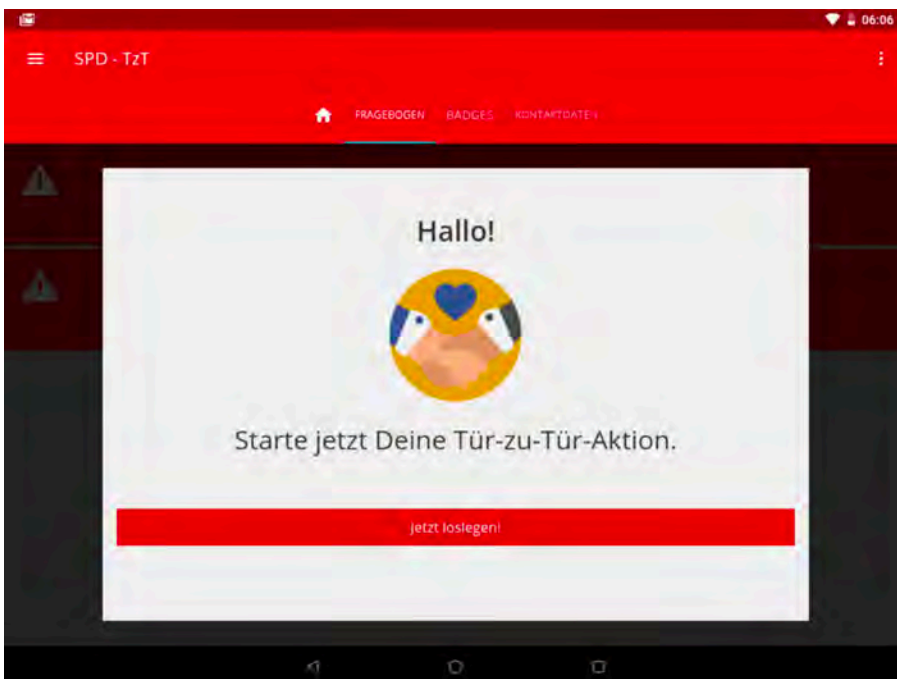 06:06
SPD - TzT
FRAGEBOGEN BADGES KONTAKTDATEN
Hallo!
Starte jetzt Deine Tür-zu-Tür-Aktion.
Jetzt loslegen!